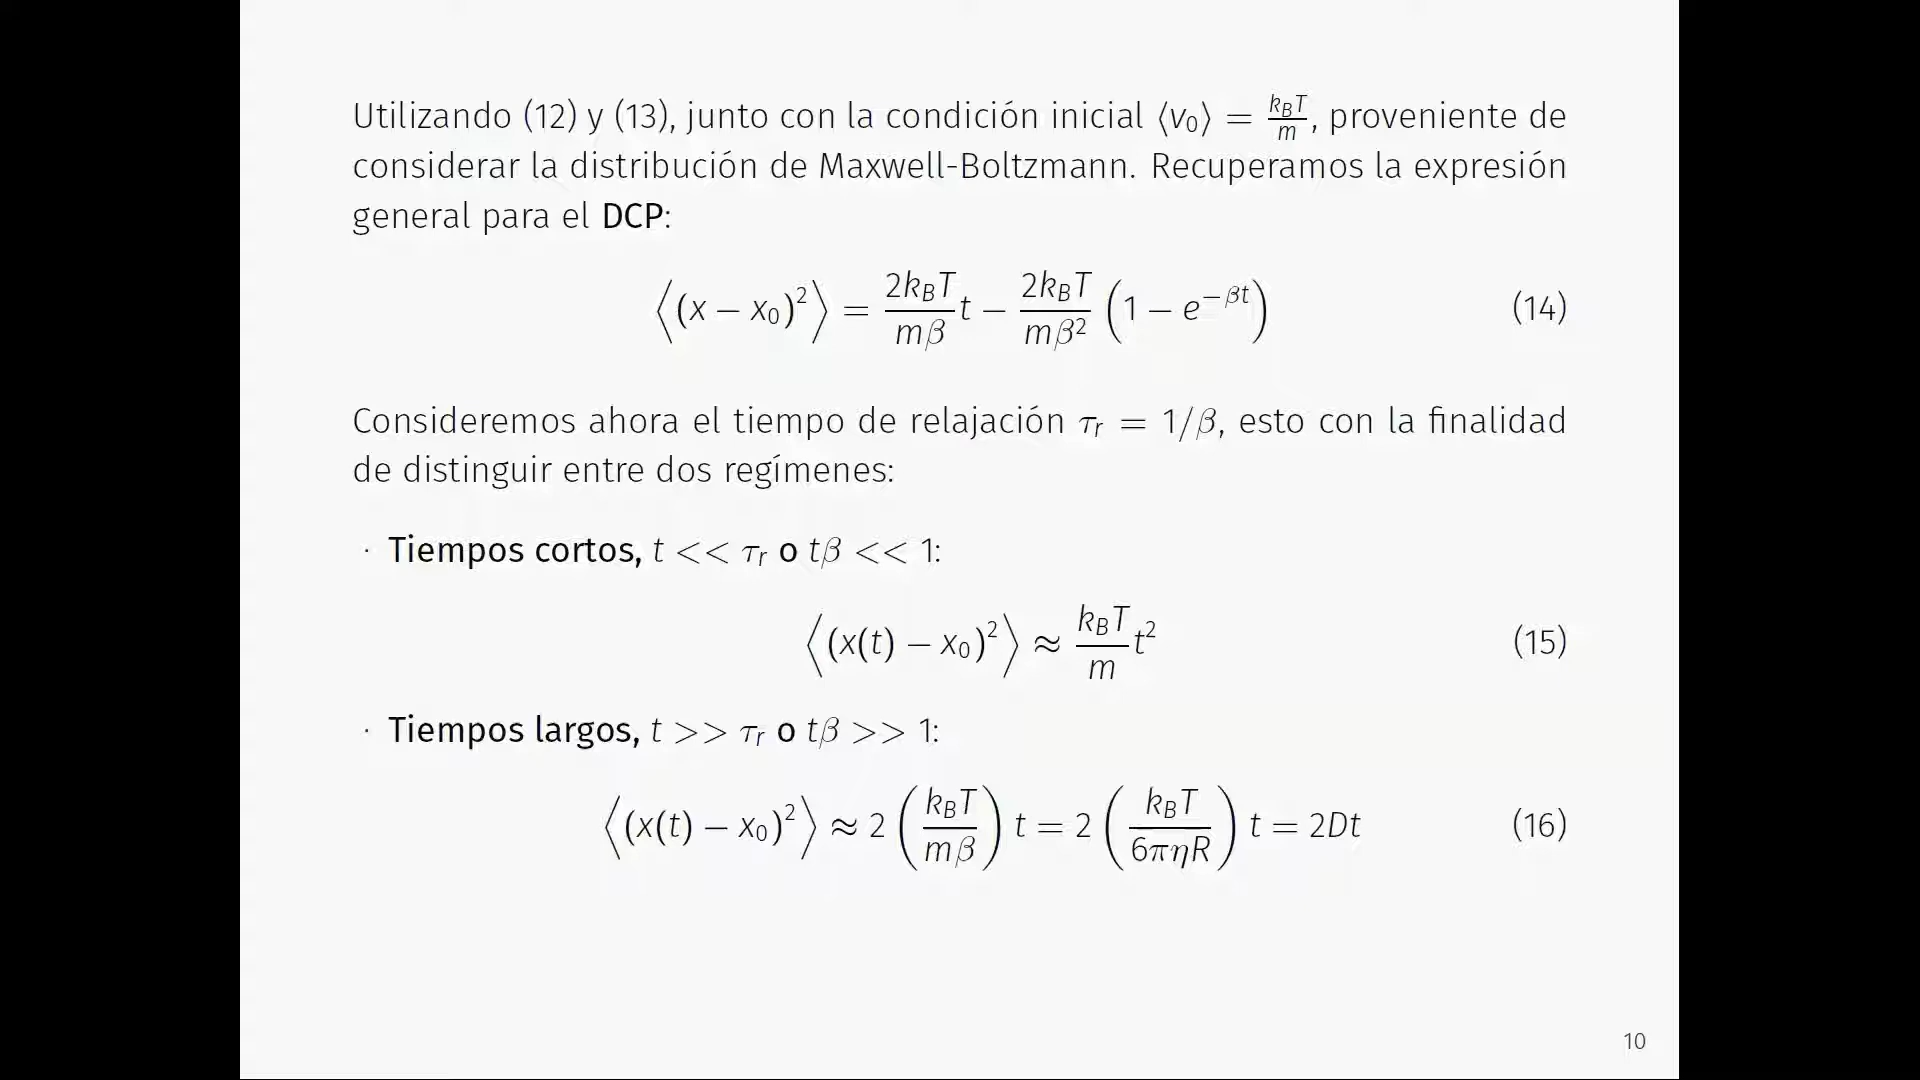 Utilizando (12) y (13), junto con la condición inicial ⟨v₀⟩ = k_BT/m, proveniente de
considerar la distribución de Maxwell-Boltzmann. Recuperamos la expresión
general para el DCP:
⟨(x − x₀)²⟩ = (2k_BT/mβ) t − (2k_BT/mβ²) (1 − e^{−βt}) (14)
Consideremos ahora el tiempo de relajación τ_r = 1/β, esto con la finalidad
de distinguir entre dos regímenes:
· Tiempos cortos, t << τ_r o tβ << 1:
⟨(x(t) − x₀)²⟩ ≈ (k_BT/m) t² (15)
· Tiempos largos, t >> τ_r o tβ >> 1:
⟨(x(t) − x₀)²⟩ ≈ 2 (k_BT/mβ) t = 2 (k_BT/6πηR) t = 2Dt (16)
10